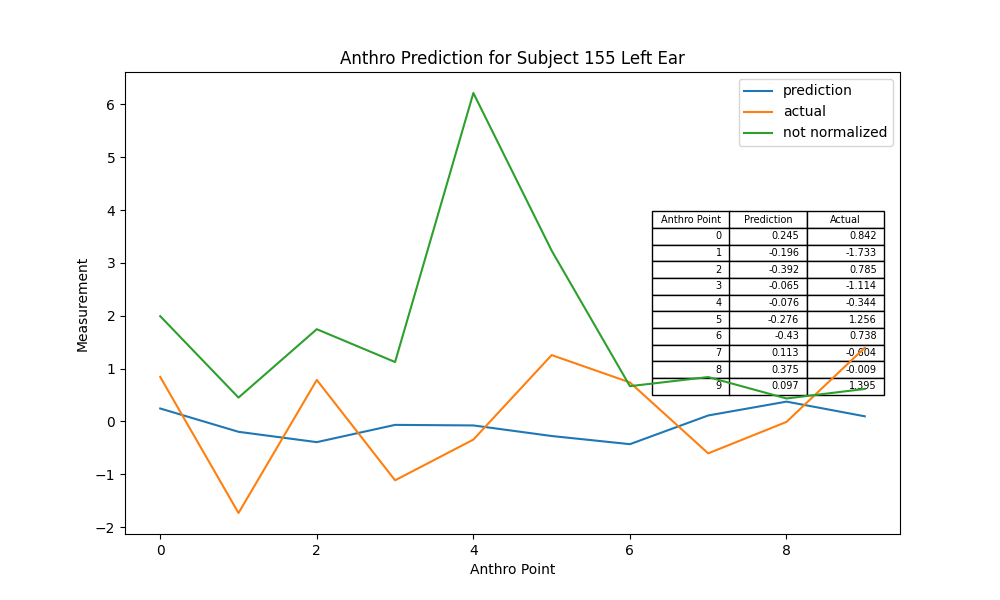 Anthro Prediction for Subject 155 Left Ear
prediction
actual
not normalized
6
5
4
3
2
1
0
−1
−2
Measurement
Anthro Point Prediction Actual
0 0.245 0.842
1 -0.196 -1.733
2 -0.392 0.785
3 -0.065 -1.114
4 -0.076 -0.344
5 -0.276 1.256
6 -0.43 0.738
7 0.113 -0.604
8 0.375 -0.009
9 0.097 1.395
0 2 4 6 8
Anthro Point